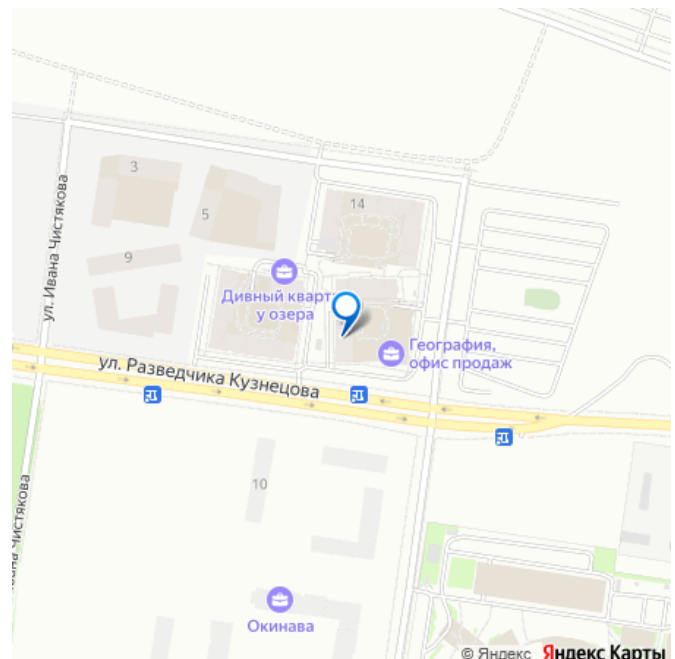 3
14
5
ул. Ивана Чистякова
9
Дивный кварта
у озера
География,
офис продаж
ул. Разведчика Кузнецова
10
вана Чистякова
Окинава
© Яндекс Яндекс Карты